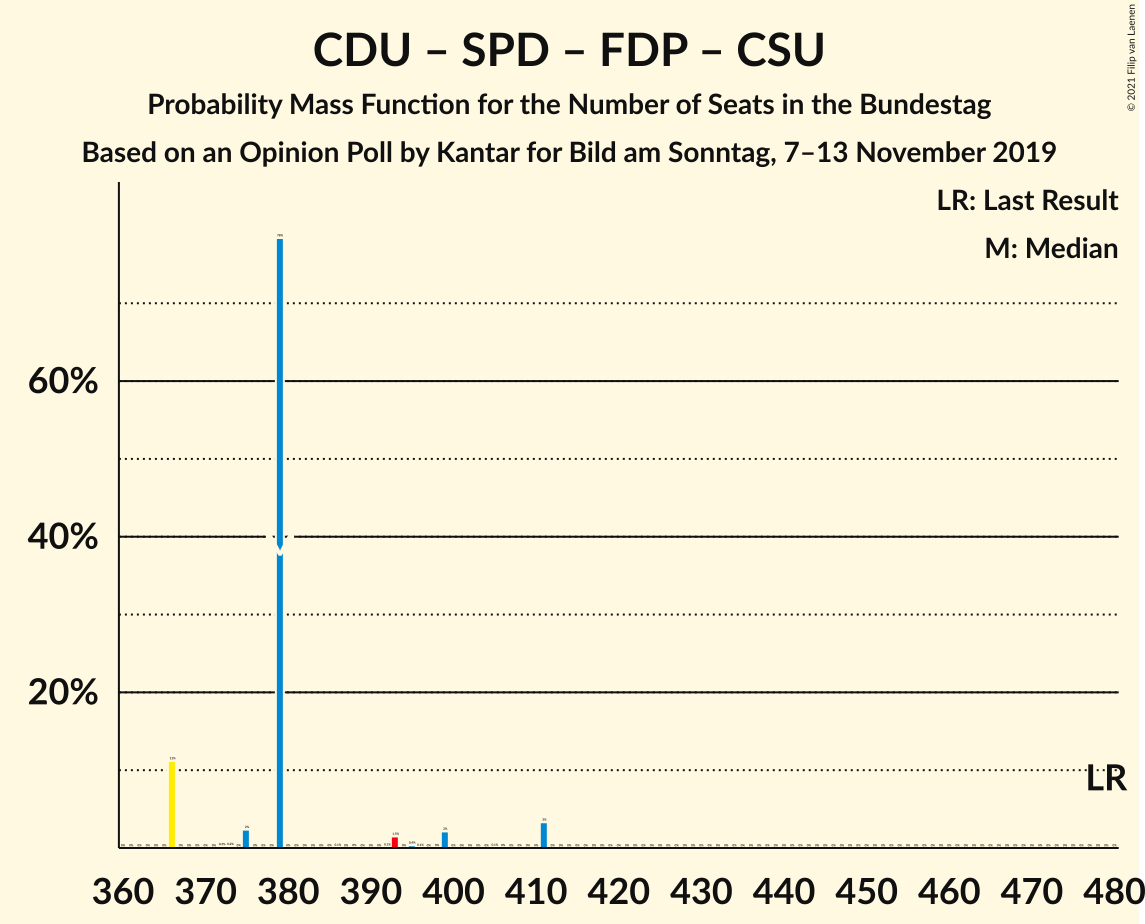 CDU – SPD – FDP – CSU
Probability Mass Function for the Number of Seats in the Bundestag
Based on an Opinion Poll by Kantar for Bild am Sonntag, 7–13 November 2019
© 2021 Filip van Laenen
LR: Last Result
M: Median
60%
40%
20%
LR
360 370 380 390 400 410 420 430 440 450 460 470 480